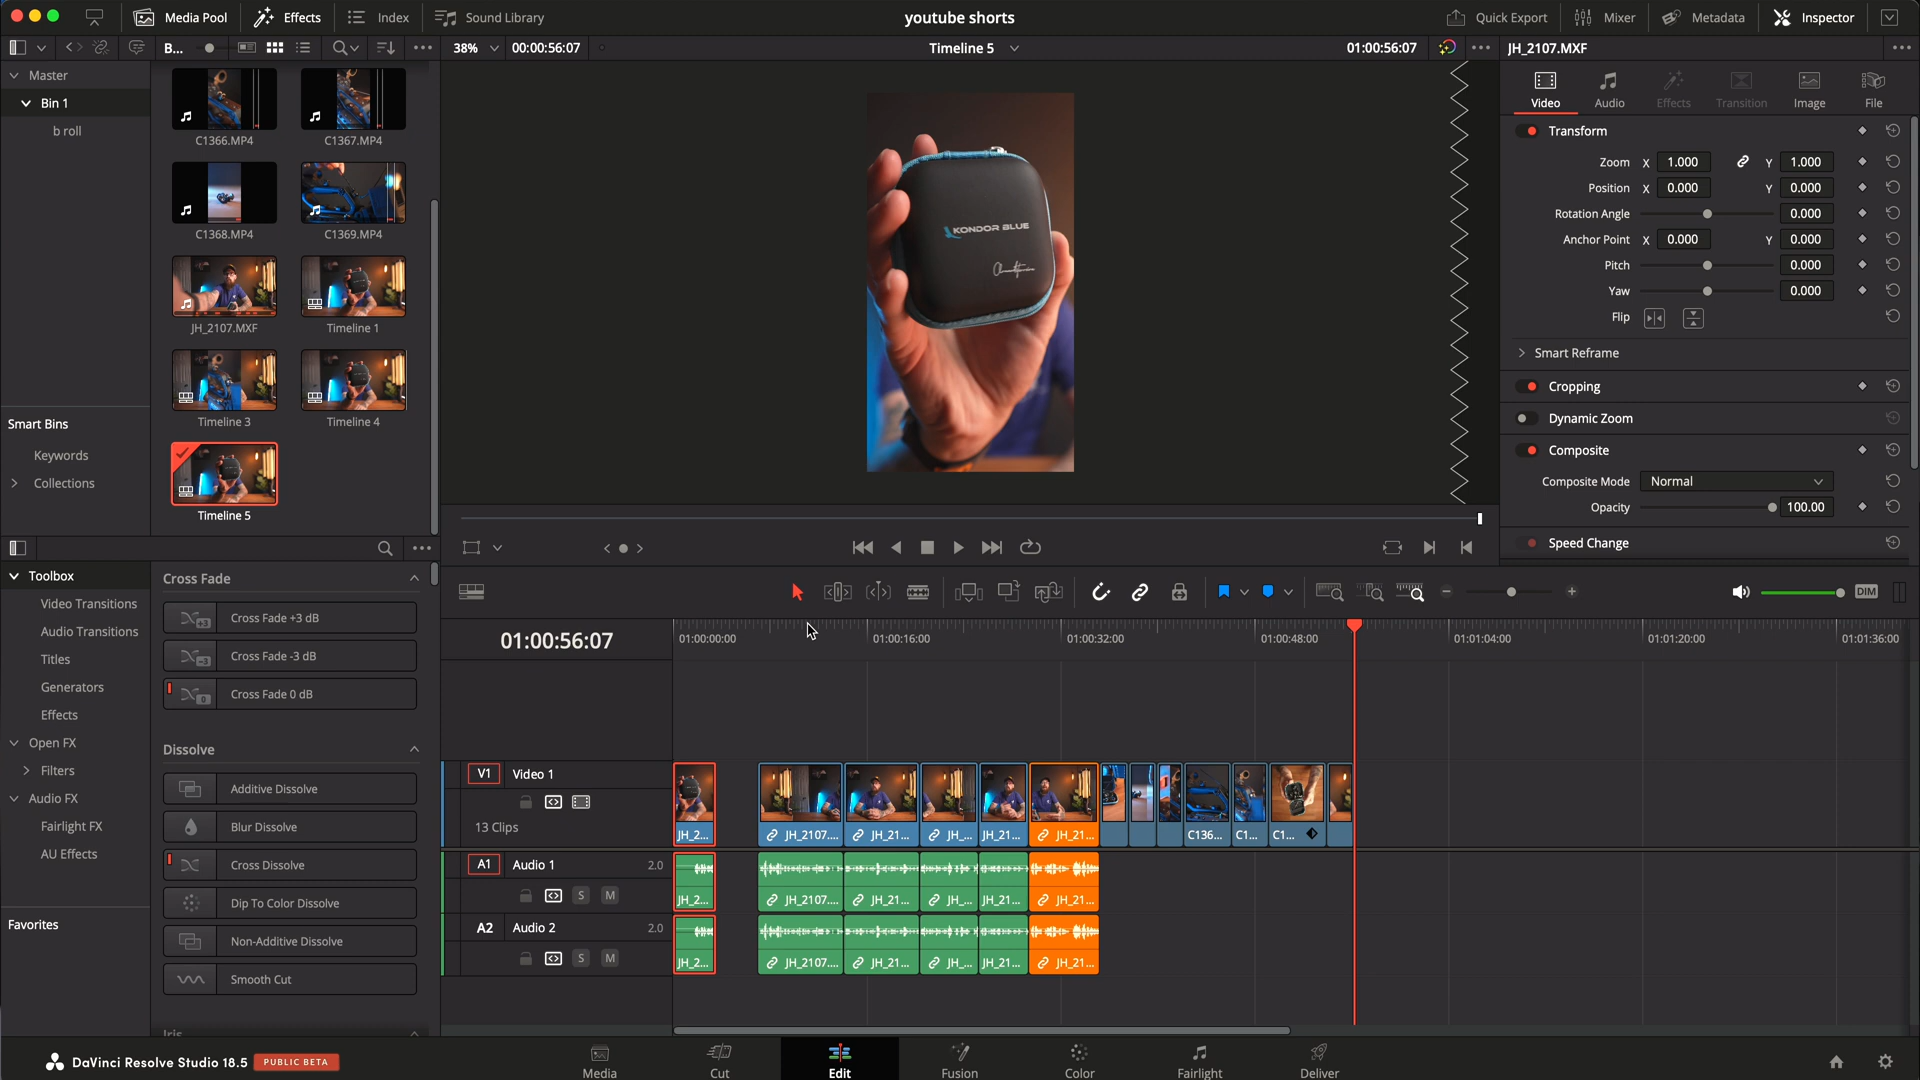 Media Pool
Effects
Index
Sound Library
youtube shorts
Quick Export
Mixer
Metadata
Inspector
B...
38%
00:00:56:07
Timeline 5
01:00:56:07
JH_2107.MXF
Master
Bin 1
b roll
C1366.MP4
C1367.MP4
C1368.MP4
C1369.MP4
JH_2107.MXF
Timeline 1
Timeline 3
Timeline 4
Timeline 5
Smart Bins
Keywords
Collections
KONDOR BLUE
Video
Audio
Effects
Transition
Image
File
Transform
Zoom X 1.000 Y 1.000
Position X 0.000 Y 0.000
Rotation Angle 0.000
Anchor Point X 0.000 Y 0.000
Pitch 0.000
Yaw 0.000
Flip
Smart Reframe
Cropping
Dynamic Zoom
Composite
Composite Mode Normal
Opacity 100.00
Speed Change
Toolbox
Video Transitions
Audio Transitions
Titles
Generators
Effects
Open FX
Filters
Audio FX
Fairlight FX
AU Effects
Favorites
Cross Fade
+3 Cross Fade +3 dB
-3 Cross Fade -3 dB
0 Cross Fade 0 dB
Dissolve
Additive Dissolve
Blur Dissolve
Cross Dissolve
Dip To Color Dissolve
Non-Additive Dissolve
Smooth Cut
Iris
DIM
01:00:56:07
01:00:00:00
01:00:16:00
01:00:32:00
01:00:48:00
01:01:04:00
01:01:20:00
01:01:36:00
V1 Video 1
13 Clips
JH_2...
JH_2107....
JH_21...
JH_...
JH_21...
JH_21...
C136...
C1...
C1...
A1 Audio 1 2.0
S M
JH_2...
JH_2107....
JH_21...
JH_...
JH_21...
JH_21...
A2 Audio 2 2.0
S M
JH_2...
JH_2107....
JH_21...
JH_...
JH_21...
JH_21...
DaVinci Resolve Studio 18.5
PUBLIC BETA
Media
Cut
Edit
Fusion
Color
Fairlight
Deliver